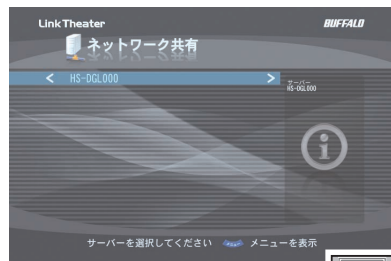 LinkTheater
BUFFALO
ネットワーク共有
HS-DGL000
サーバー
HS-DGL000
サーバーを選択してください
メニューを表示